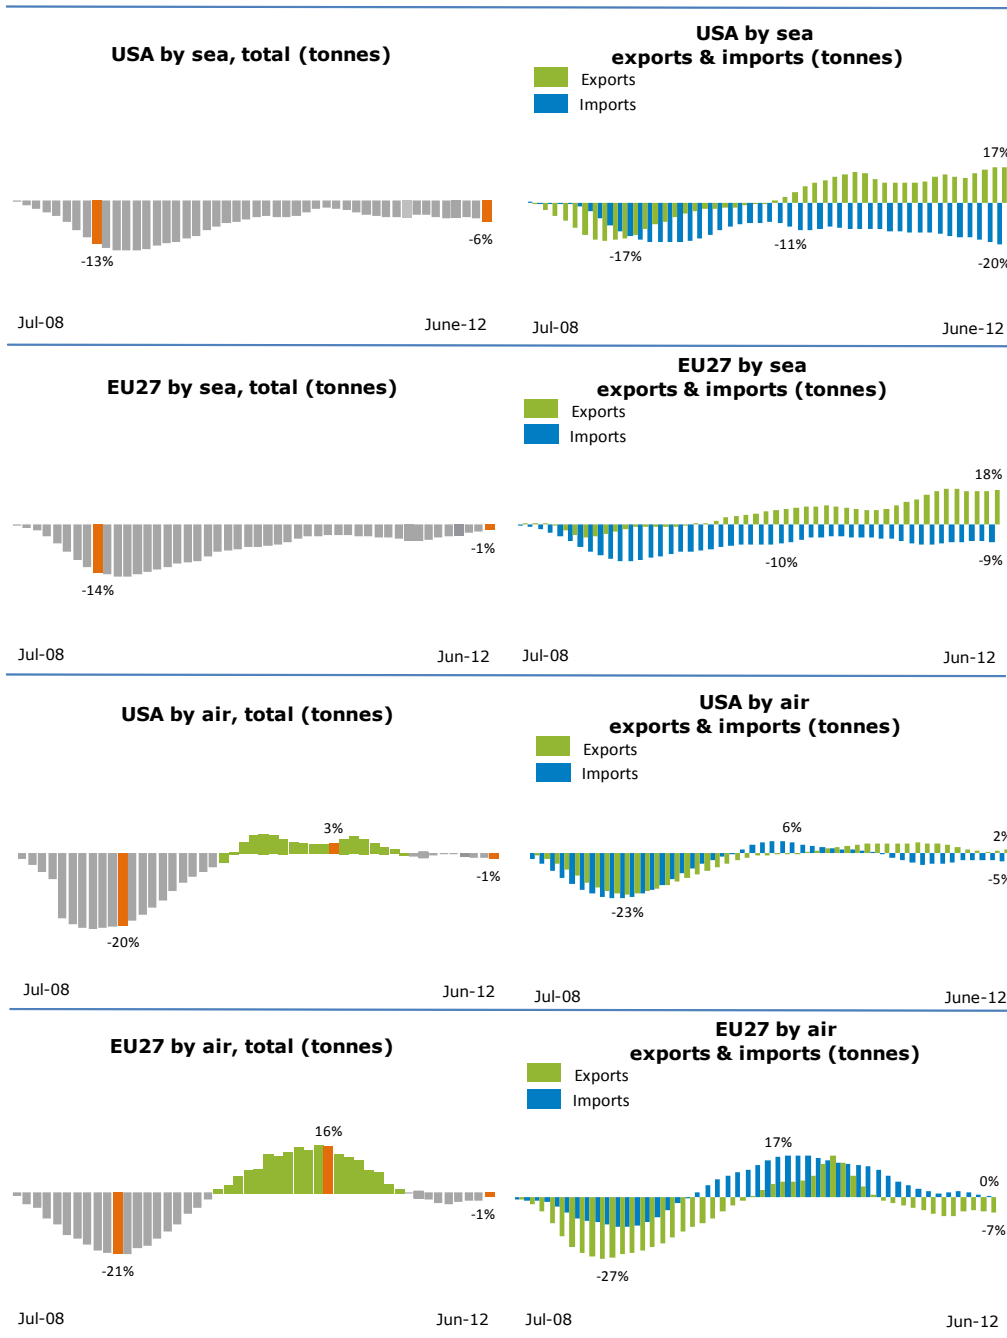 USA by sea, total (tonnes)
-13%
-6%
Jul-08
June-12
USA by sea
exports & imports (tonnes)
Exports
Imports
17%
-17%
-11%
-20%
Jul-08
June-12
EU27 by sea, total (tonnes)
-14%
-1%
Jul-08
Jun-12
EU27 by sea
exports & imports (tonnes)
Exports
Imports
18%
-10%
-9%
Jul-08
Jun-12
USA by air, total (tonnes)
3%
-20%
-1%
Jul-08
Jun-12
USA by air
exports & imports (tonnes)
Exports
Imports
6%
2%
-23%
-5%
Jul-08
June-12
EU27 by air, total (tonnes)
16%
-21%
-1%
Jul-08
Jun-12
EU27 by air
exports & imports (tonnes)
Exports
Imports
17%
0%
-27%
-7%
Jul-08
Jun-12